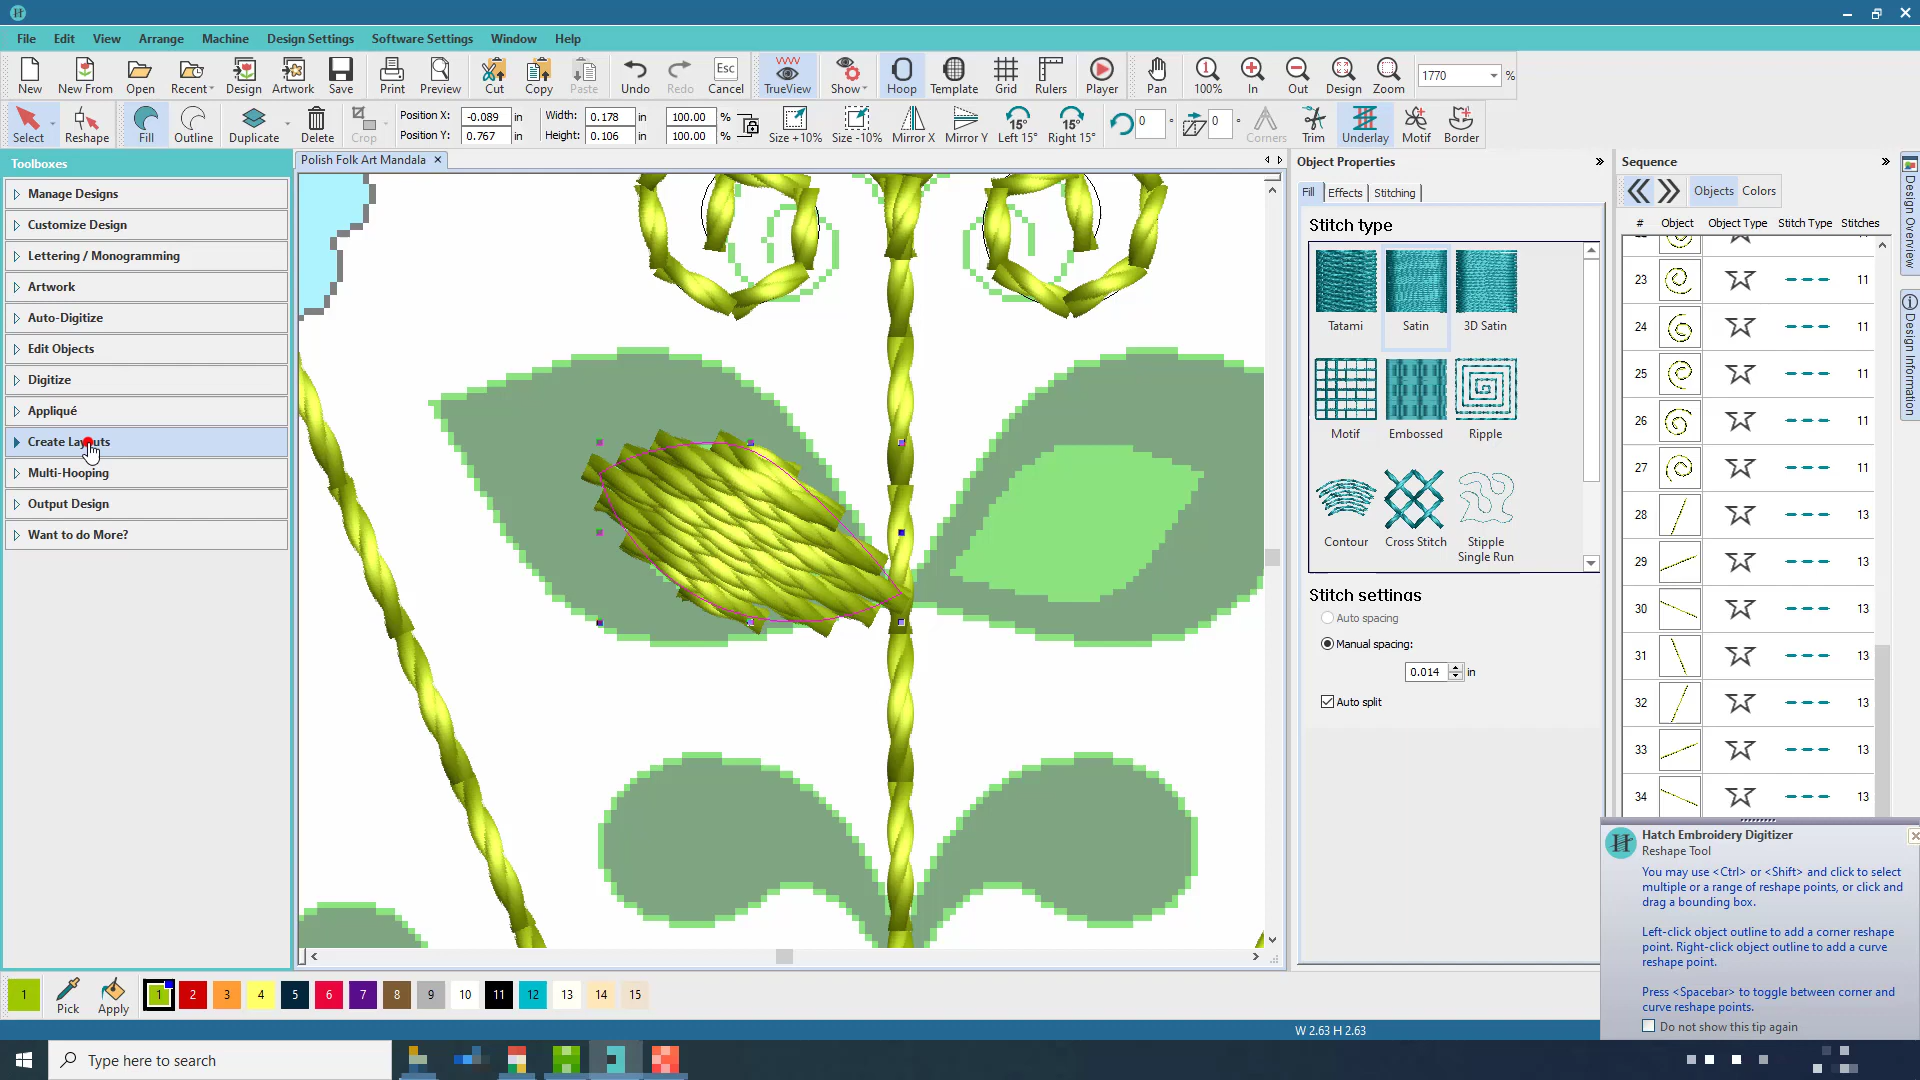 File Edit View Arrange Machine Design Settings Software Settings Window Help
New New From Open Recent Design Artwork Save Print Preview Cut Copy Paste Undo Redo Esc Cancel TrueView Show Hoop Template Grid Rulers Player Pan 1 100% In Out Design Zoom 1770 %
Select Reshape Fill Outline Duplicate Delete Crop Position X: -0.089 in Width: 0.178 in 100.00 %
Position Y: 0.767 in Height: 0.106 in 100.00 %
Size +10% Size -10% Mirror X Mirror Y 15° Left 15° 15° Right 15° 0 ° 0 ° Corners Trim Underlay Motif Border
Toolboxes
Manage Designs
Customize Design
Lettering / Monogramming
Artwork
Auto-Digitize
Edit Objects
Digitize
Appliqué
Create Layouts
Multi-Hooping
Output Design
Want to do More?
Polish Folk Art Mandala
Object Properties
Fill Effects Stitching
Stitch type
Tatami Satin 3D Satin
Motif Embossed Ripple
Contour Cross Stitch Stipple Single Run
Stitch settings
Auto spacing
Manual spacing:
0.014 in
Auto split
Sequence
Objects Colors
# Object Object Type Stitch Type Stitches
23 11
24 11
25 11
26 11
27 11
28 13
29 13
30 13
31 13
32 13
33 13
34 13
Design Overview
Design Information
Hatch Embroidery Digitizer
Reshape Tool
You may use <Ctrl> or <Shift> and click to select
multiple or a range of reshape points, or click and
drag a bounding box.
Left-click object outline to add a corner reshape
point. Right-click object outline to add a curve
reshape point.
Press <Spacebar> to toggle between corner and
curve reshape points.
Do not show this tip again
1 Pick Apply 1 2 3 4 5 6 7 8 9 10 11 12 13 14 15
W 2.63 H 2.63
Type here to search